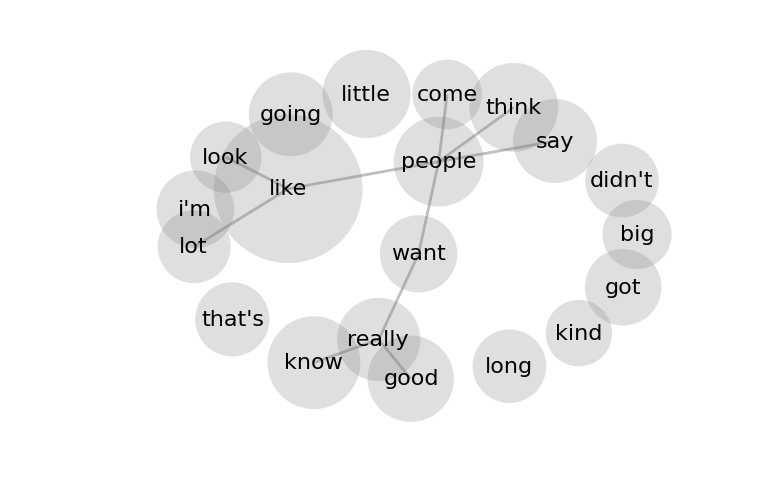 little
come
think
going
say
look
people
didn't
like
i'm
big
lot
want
got
that's
kind
really
know
long
good